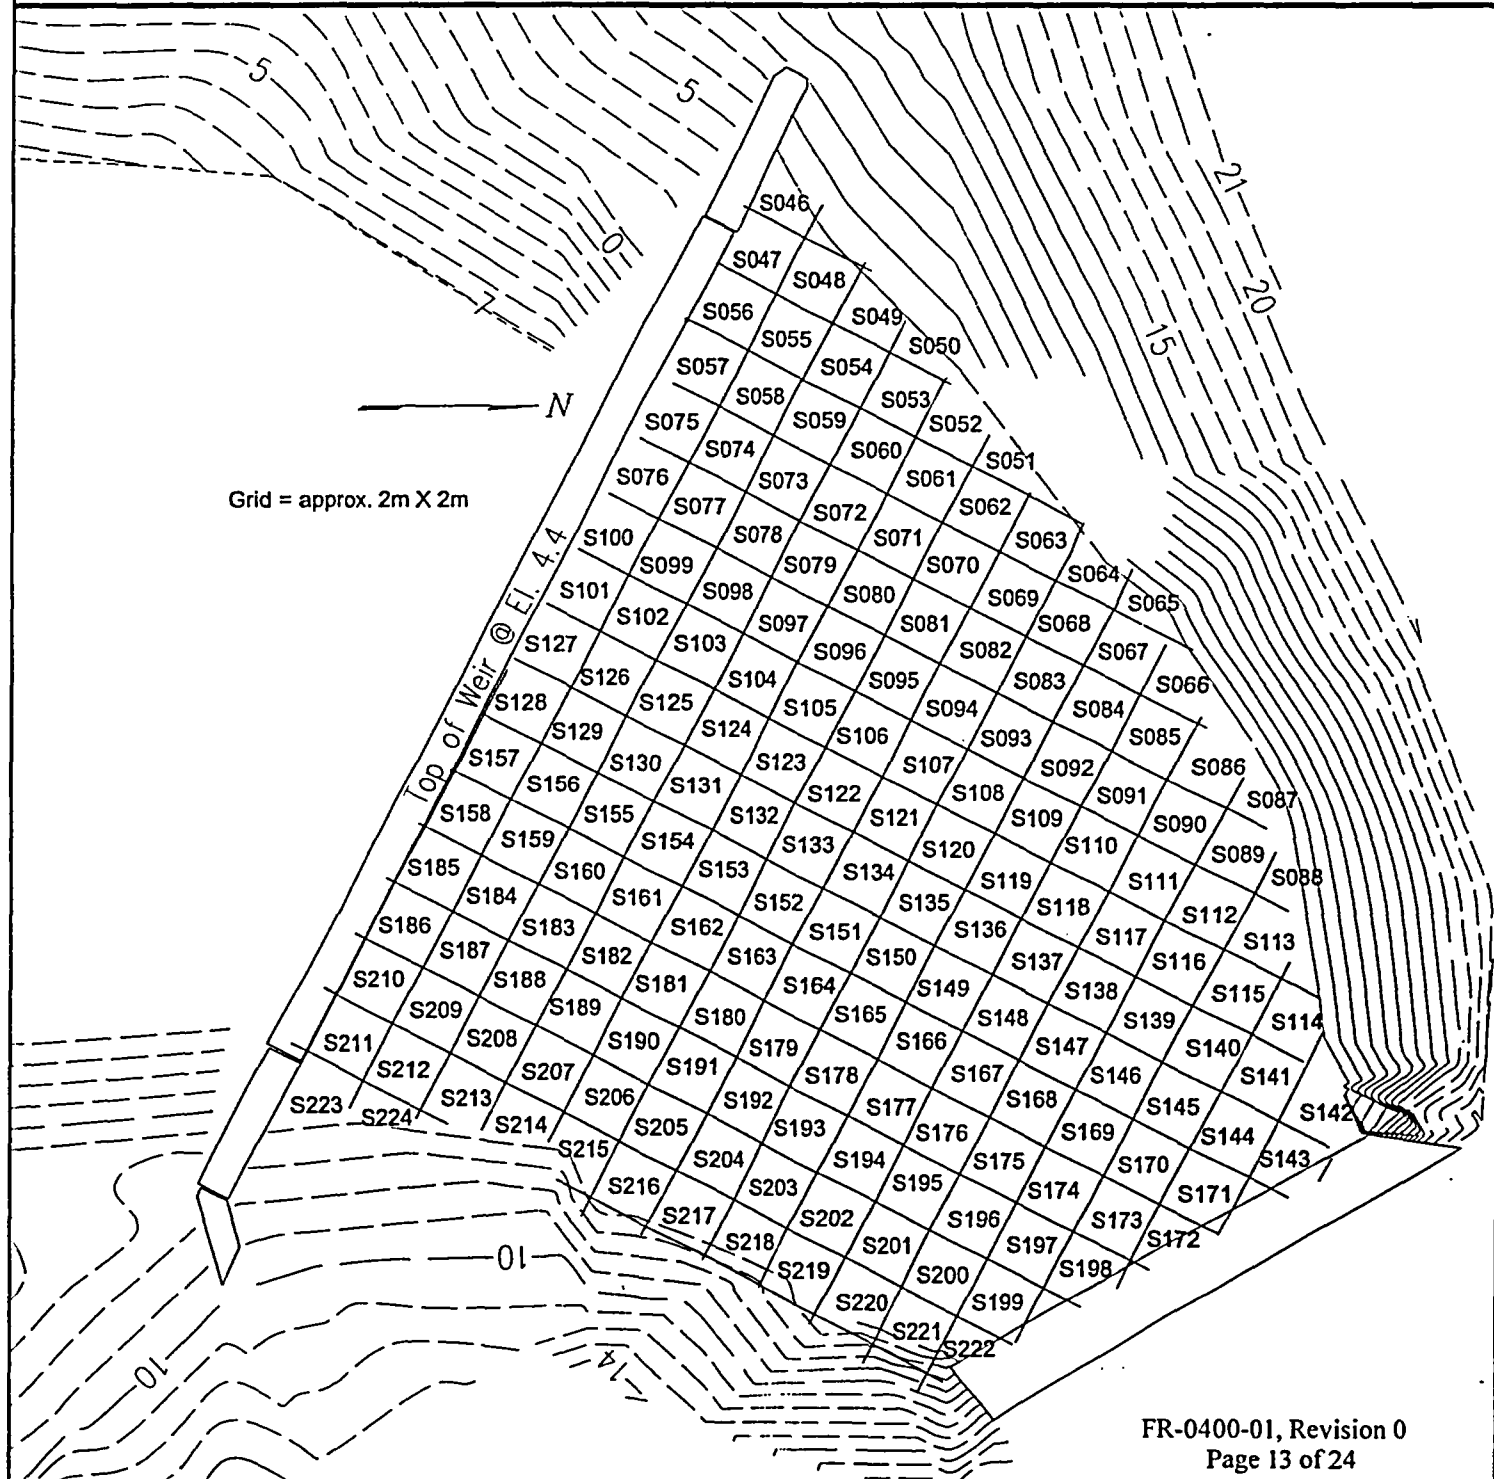 5
5
21
S046
0
S047
S048
20
7
S049
S056
S055
S050
15
S057
S054
S058
S053
N
S059
S052
S075
S074
S060
S051
S076
S073
S061
Grid = approx. 2m X 2m
S077
S072
S062
S100
S078
S071
S063
S099
S079
S070
S064
S101
S098
S080
S069
S065
S102
S097
S081
S068
S127
S103
S096
S082
S067
S126
S104
S095
S083
S066
Top of Weir @ El. 4.4
S128
S125
S105
S094
S084
S129
S124
S106
S093
S085
S157
S130
S123
S107
S092
S086
S156
S131
S122
S108
S091
S087
S158
S155
S132
S121
S109
S090
S159
S154
S133
S120
S110
S089
S185
S160
S153
S134
S119
S111
S088
S184
S161
S152
S135
S118
S112
S186
S183
S162
S151
S136
S117
S113
S187
S182
S163
S150
S137
S116
S210
S188
S181
S164
S149
S138
S115
S209
S189
S180
S165
S148
S139
S114
S211
S208
S190
S179
S166
S147
S140
S212
S207
S191
S178
S167
S146
S141
S223
S213
S206
S192
S177
S168
S145
S142
S224
S214
S205
S193
S176
S169
S144
S215
S204
S194
S175
S170
S143
S216
S203
S195
S174
S171
S217
S202
S196
S173
S218
S201
S197
S172
10
S219
S200
S198
S220
S199
S221
S222
10
14
FR-0400-01, Revision 0
Page 13 of 24